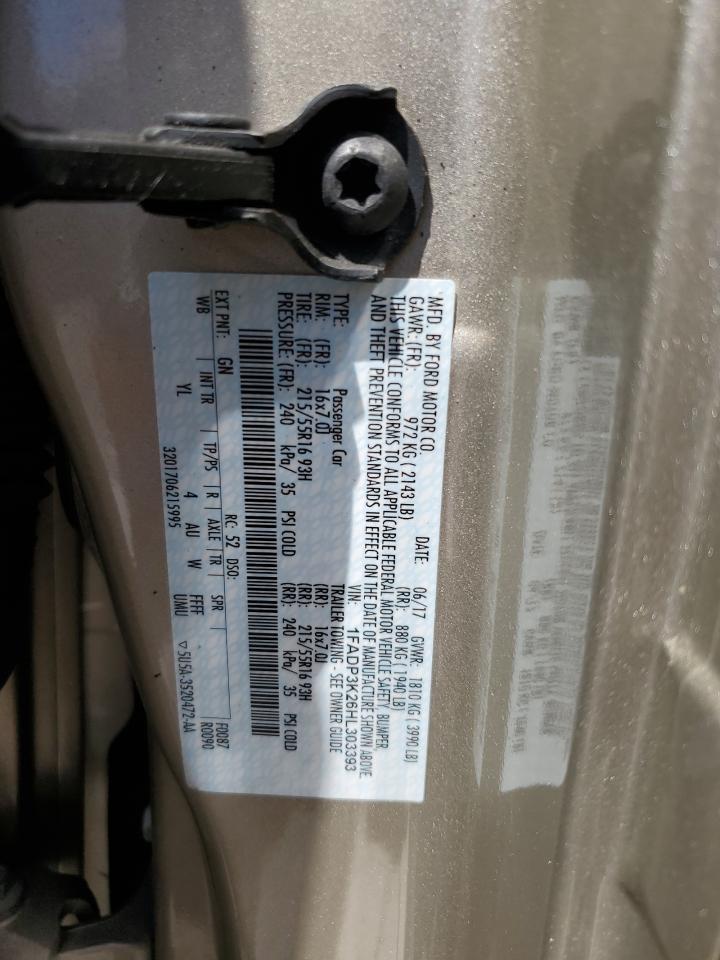 MFD. BY FORD MOTOR CO. DATE: 06/17 GVWR: 1810 KG ( 3990 LB)
GAWR: (FR): 972 KG ( 2143 LB) (RR): 880 KG ( 1940 LB)
THIS VEHICLE CONFORMS TO ALL APPLICABLE FEDERAL MOTOR VEHICLE SAFETY, BUMPER
AND THEFT PREVENTION STANDARDS IN EFFECT ON THE DATE OF MANUFACTURE SHOWN ABOVE
VIN: 1FADP3K26HL303393
TYPE: Passenger Car TRAILER TOWING - SEE OWNER GUIDE
RIM: (FR): 16x7.0J (RR): 16x7.0J
TIRE: (FR): 215/55R16 93H (RR): 215/55R16 93H
PRESSURE: (FR): 240 kPa/ 35 PSI COLD (RR): 240 kPa/ 35 PSI COLD
EXT PNT: GN RC: 52 DSO: F0087
WB INT TR TP/PS R AXLE TR SPR R0090
YL 4 AU W FFFF UMU
3201706215995 ▽5U5A-3520472-AA